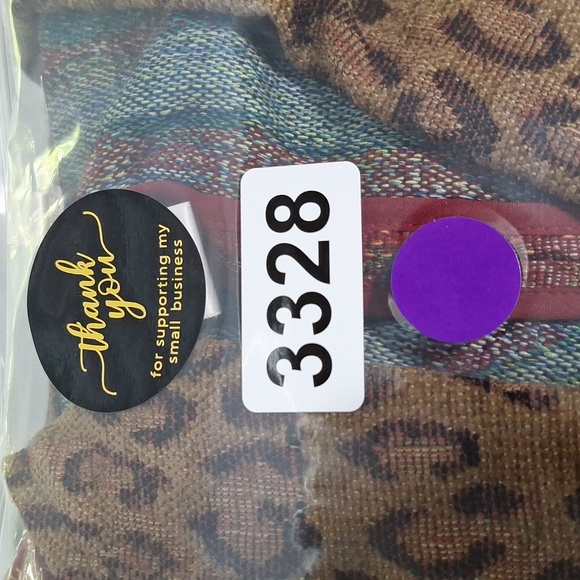 thank
you
for supporting my
small business
3328